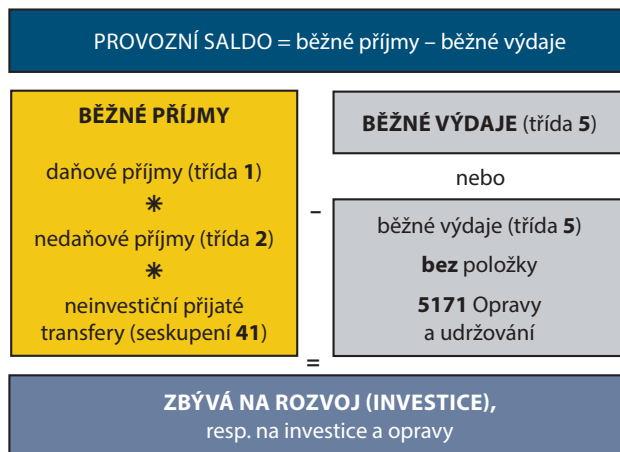 PROVOZNÍ SALDO = běžné příjmy – běžné výdaje
BĚŽNÉ PŘÍJMY
daňové příjmy (třída 1)
*
nedaňové příjmy (třída 2)
*
neinvestiční přijaté
transfery (seskupení 41)
–
BĚŽNÉ VÝDAJE (třída 5)
nebo
běžné výdaje (třída 5)
bez položky
5171 Opravy
a udržování
=
ZBÝVÁ NA ROZVOJ (INVESTICE),
resp. na investice a opravy